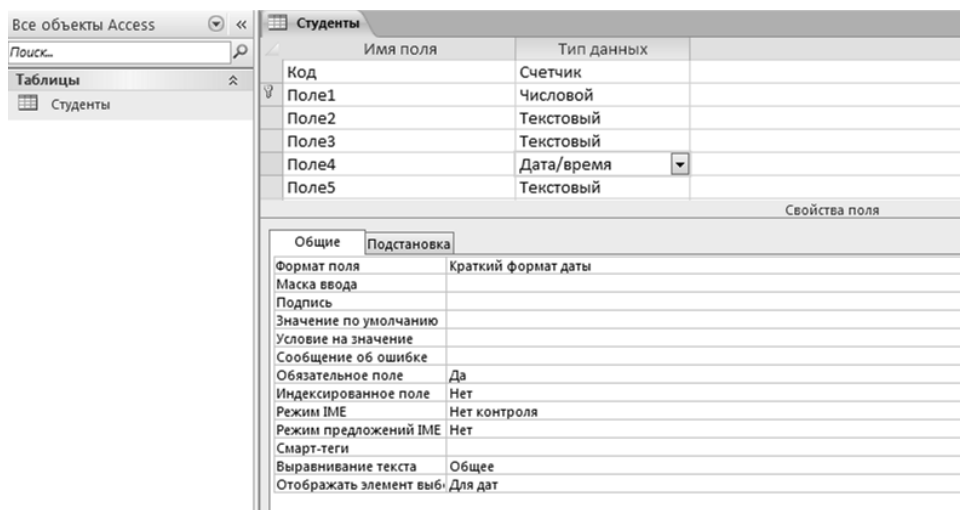 Все объекты Access
Поиск...
Таблицы
Студенты
Студенты
Имя поля Тип данных
Код Счетчик
Поле1 Числовой
Поле2 Текстовый
Поле3 Текстовый
Поле4 Дата/время
Поле5 Текстовый
Свойства поля
Общие Подстановка
Формат поля Краткий формат даты
Маска ввода
Подпись
Значение по умолчанию
Условие на значение
Сообщение об ошибке
Обязательное поле Да
Индексированное поле Нет
Режим IME Нет контроля
Режим предложений IME Нет
Смарт-теги
Выравнивание текста Общее
Отображать элемент выб Для дат